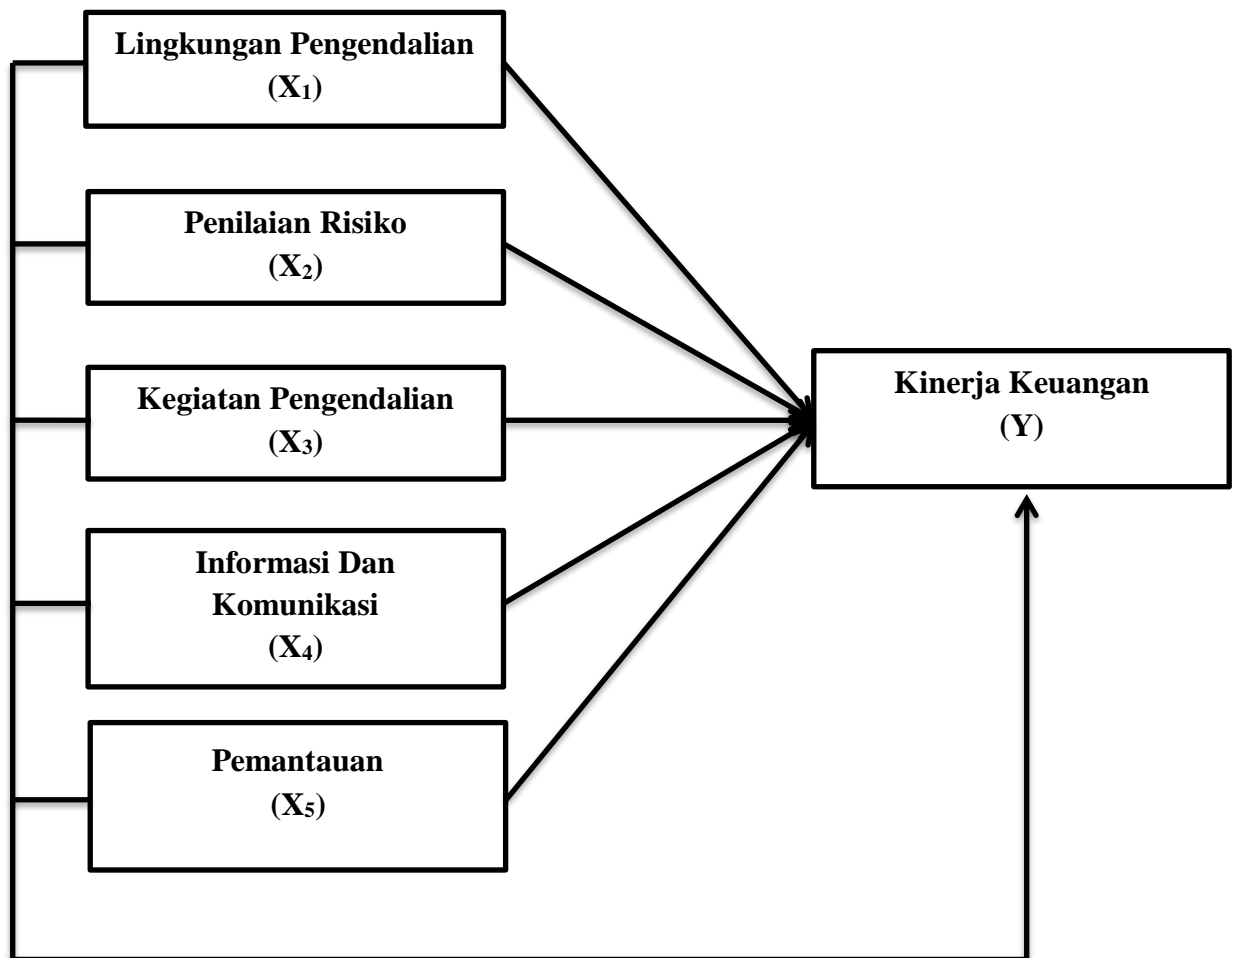 Lingkungan Pengendalian
(X₁)
Penilaian Risiko
(X₂)
Kegiatan Pengendalian
(X₃)
Informasi Dan
Komunikasi
(X₄)
Pemantauan
(X₅)
Kinerja Keuangan
(Y)